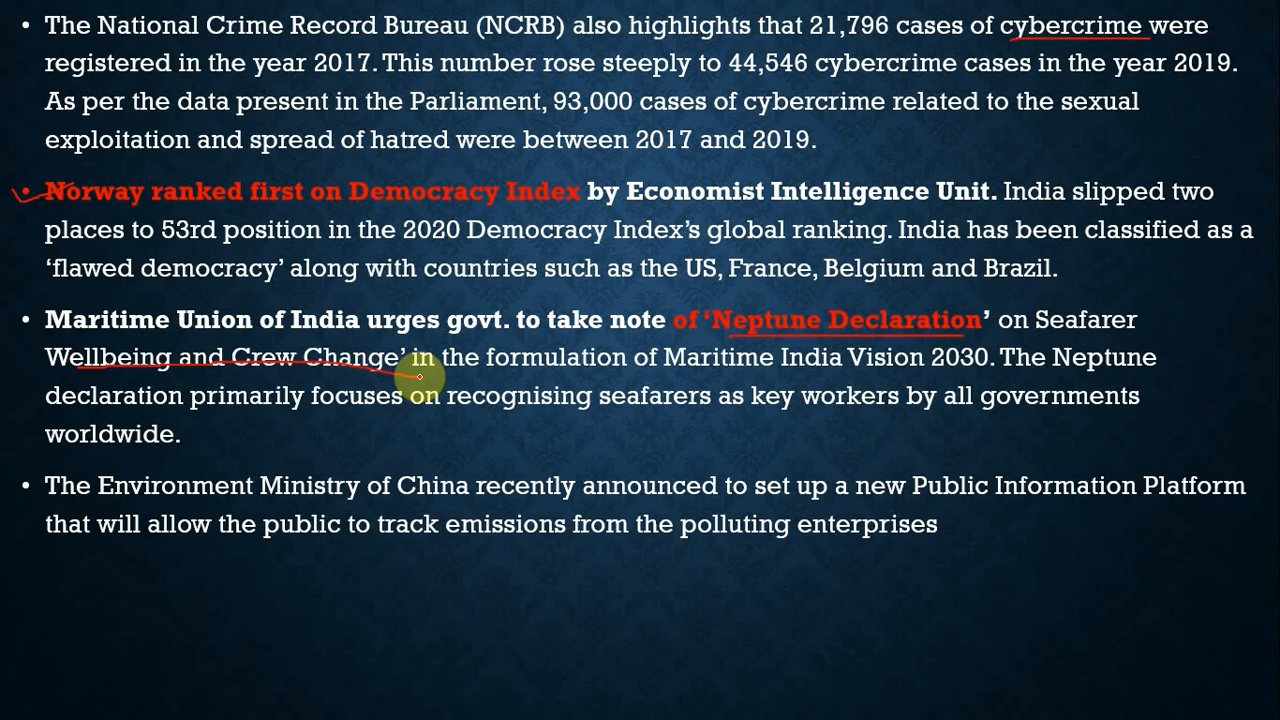 • The National Crime Record Bureau (NCRB) also highlights that 21,796 cases of cybercrime were
registered in the year 2017. This number rose steeply to 44,546 cybercrime cases in the year 2019.
As per the data present in the Parliament, 93,000 cases of cybercrime related to the sexual
exploitation and spread of hatred were between 2017 and 2019.
• Norway ranked first on Democracy Index by Economist Intelligence Unit. India slipped two
places to 53rd position in the 2020 Democracy Index’s global ranking. India has been classified as a
‘flawed democracy’ along with countries such as the US, France, Belgium and Brazil.
• Maritime Union of India urges govt. to take note of ‘Neptune Declaration’ on Seafarer
Wellbeing and Crew Change’ in the formulation of Maritime India Vision 2030. The Neptune
declaration primarily focuses on recognising seafarers as key workers by all governments
worldwide.
• The Environment Ministry of China recently announced to set up a new Public Information Platform
that will allow the public to track emissions from the polluting enterprises